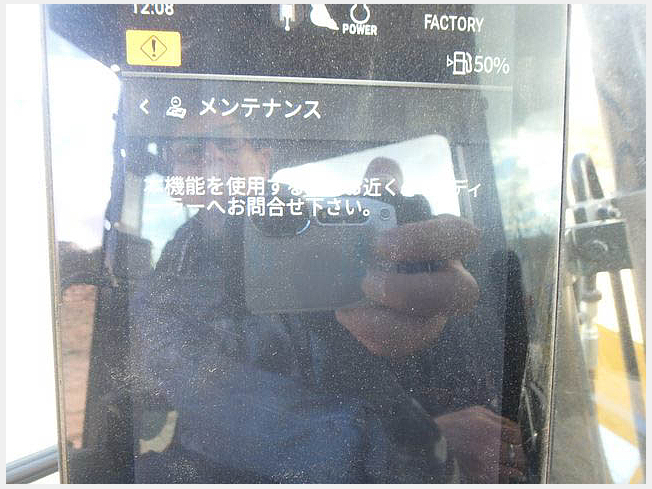 12:08
POWER
FACTORY
50%
メンテナンス
本機能を使用する お近く ディ
ラーへお問合せ下さい。